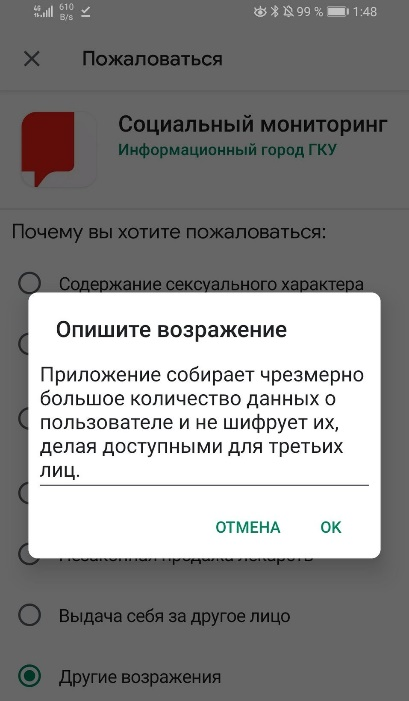 4G 610 B/s 99 % 1:48
Пожаловаться
Социальный мониторинг
Информационный город ГКУ
Почему вы хотите пожаловаться:
Содержание сексуального характера
Опишите возражение
Приложение собирает чрезмерно
большое количество данных о
пользователе и не шифрует их,
делая доступными для третьих
лиц.
ОТМЕНА OK
Незаконная продажа лекарств
Выдача себя за другое лицо
Другие возражения